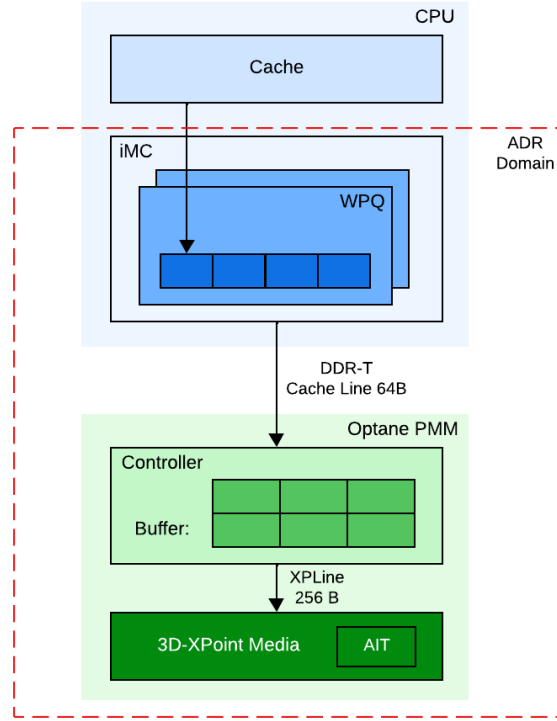 CPU
Cache
ADR
Domain
iMC
WPQ
DDR-T
Cache Line 64B
Optane PMM
Controller
Buffer:
XPLine
256 B
3D-XPoint Media
AIT